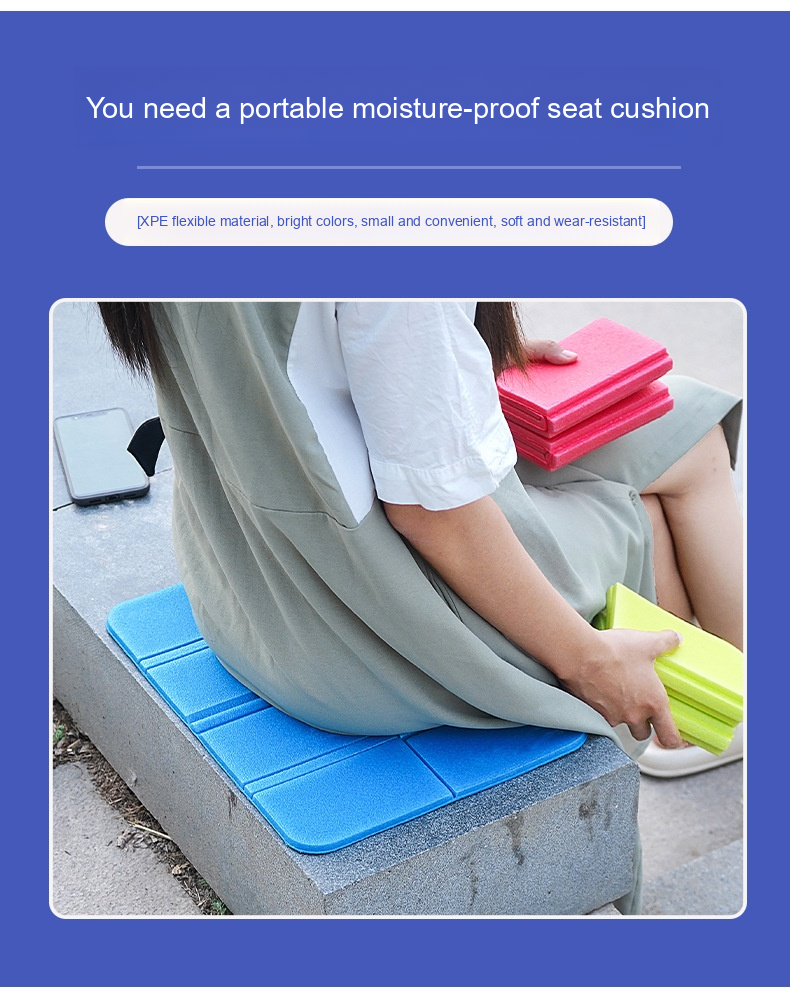 You need a portable moisture-proof seat cushion
[XPE flexible material, bright colors, small and convenient, soft and wear-resistant]